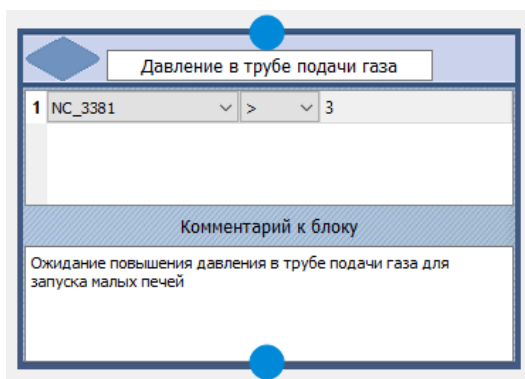 Давление в трубе подачи газа
1 NC_3381 > 3
Комментарий к блоку
Ожидание повышения давления в трубе подачи газа для
запуска малых печей